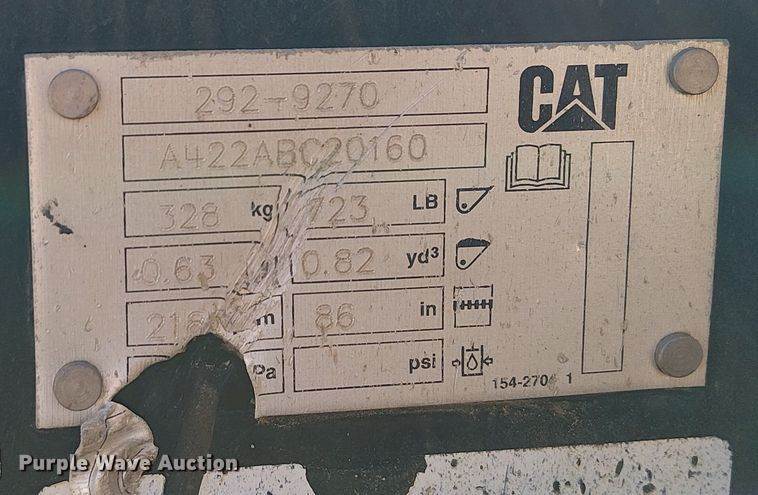 292-9270
CAT
A422ABC20160
328 kg 723 LB
0.63 0.82 yd³
218 m 86 in
Pa psi
154-270 1
Purple Wave Auction